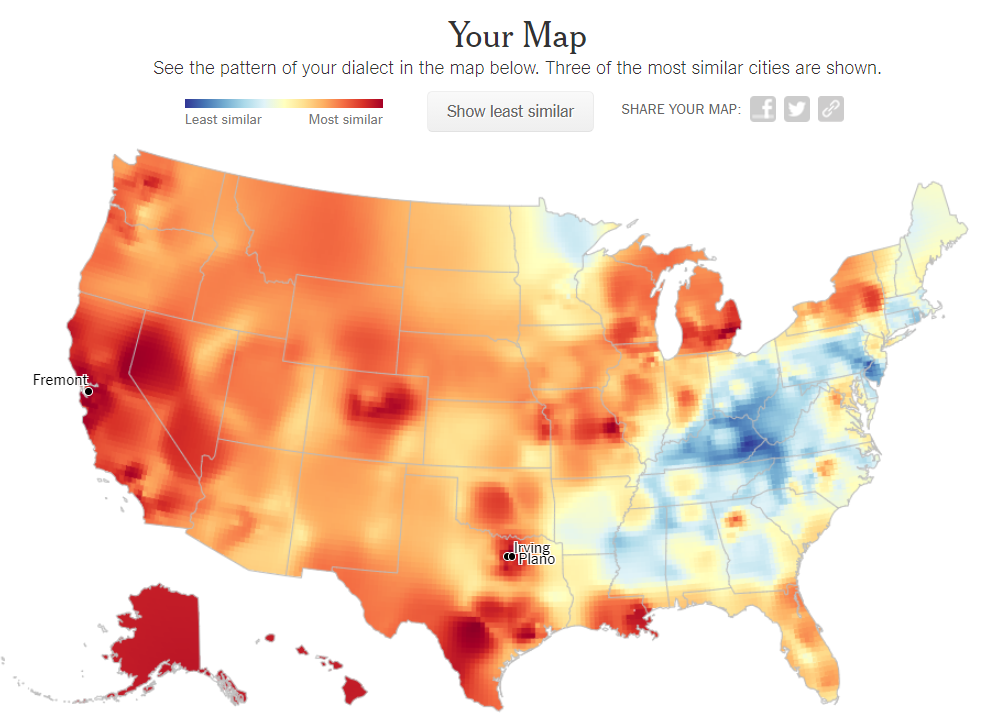 Your Map
See the pattern of your dialect in the map below. Three of the most similar cities are shown.
Least similar
Most similar
Show least similar
SHARE YOUR MAP:
Fremont
Irving
Plano